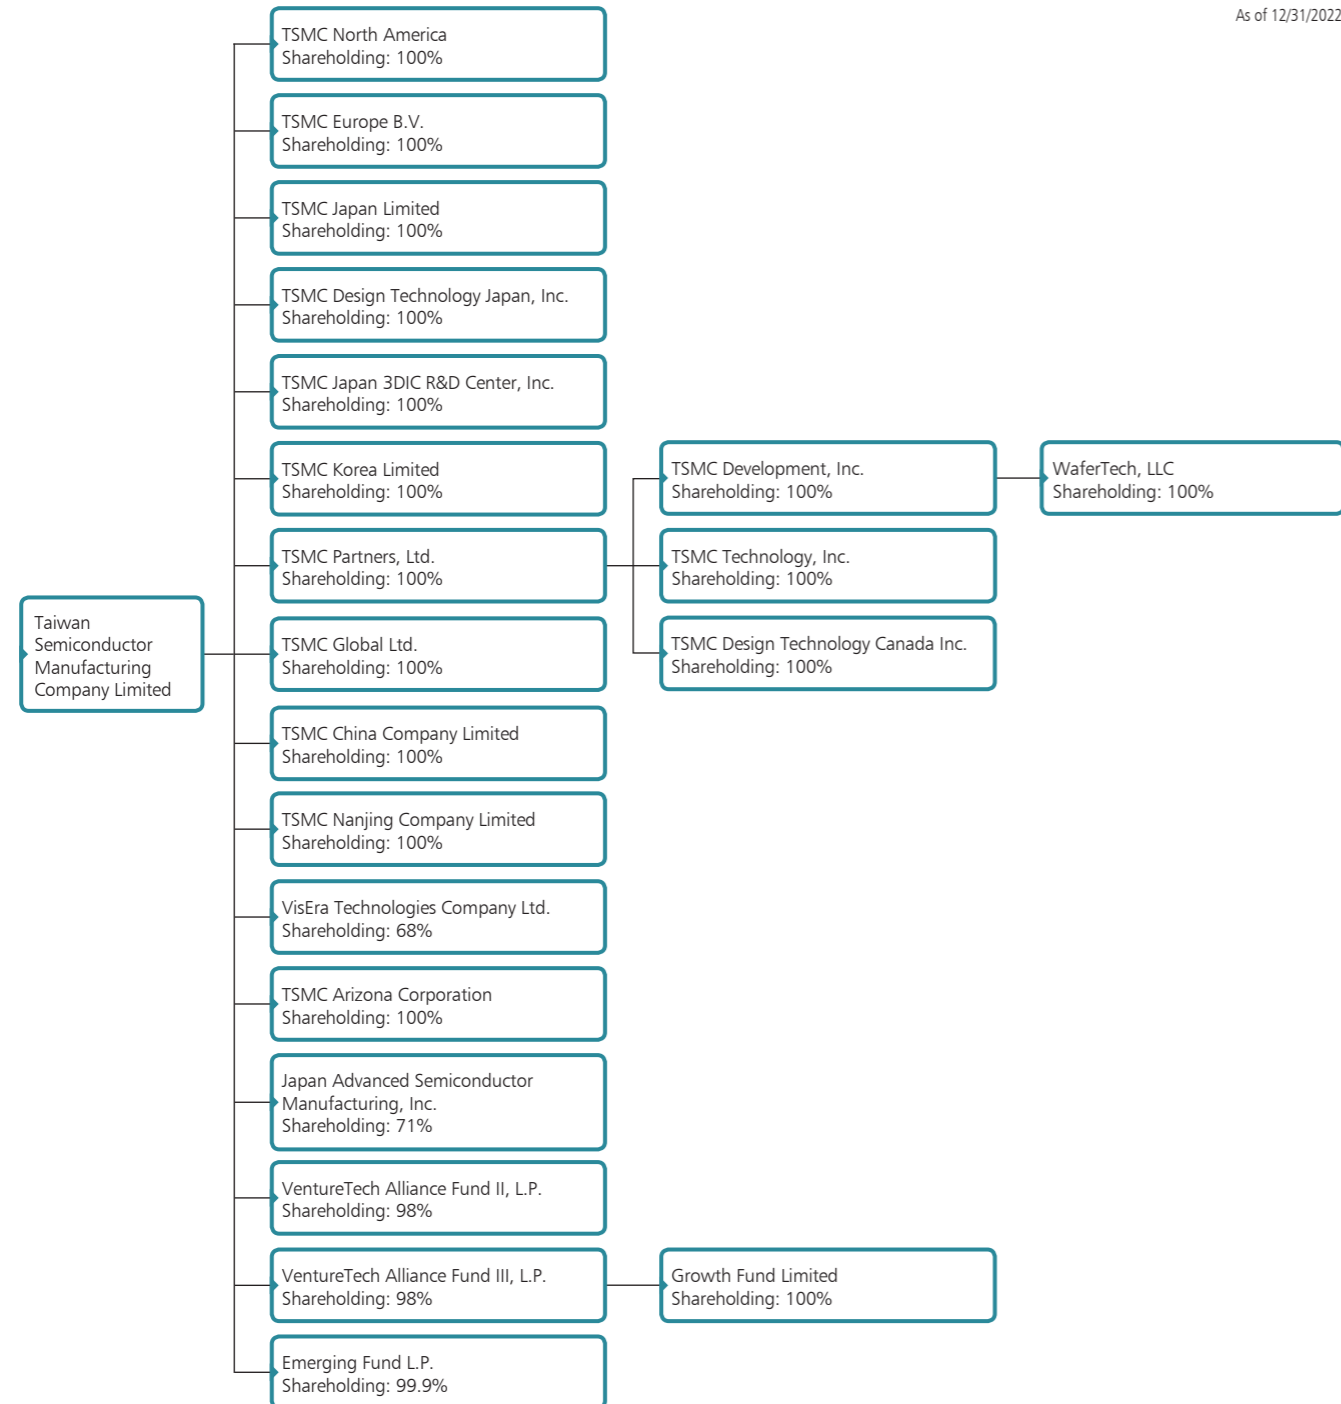 As of 12/31/2022
TSMC North America
Shareholding: 100%
TSMC Europe B.V.
Shareholding: 100%
TSMC Japan Limited
Shareholding: 100%
TSMC Design Technology Japan, Inc.
Shareholding: 100%
TSMC Japan 3DIC R&D Center, Inc.
Shareholding: 100%
TSMC Korea Limited
Shareholding: 100%
TSMC Development, Inc.
Shareholding: 100%
WaferTech, LLC
Shareholding: 100%
TSMC Partners, Ltd.
Shareholding: 100%
TSMC Technology, Inc.
Shareholding: 100%
Taiwan
Semiconductor
Manufacturing
Company Limited
TSMC Global Ltd.
Shareholding: 100%
TSMC Design Technology Canada Inc.
Shareholding: 100%
TSMC China Company Limited
Shareholding: 100%
TSMC Nanjing Company Limited
Shareholding: 100%
VisEra Technologies Company Ltd.
Shareholding: 68%
TSMC Arizona Corporation
Shareholding: 100%
Japan Advanced Semiconductor
Manufacturing, Inc.
Shareholding: 71%
VentureTech Alliance Fund II, L.P.
Shareholding: 98%
VentureTech Alliance Fund III, L.P.
Shareholding: 98%
Growth Fund Limited
Shareholding: 100%
Emerging Fund L.P.
Shareholding: 99.9%